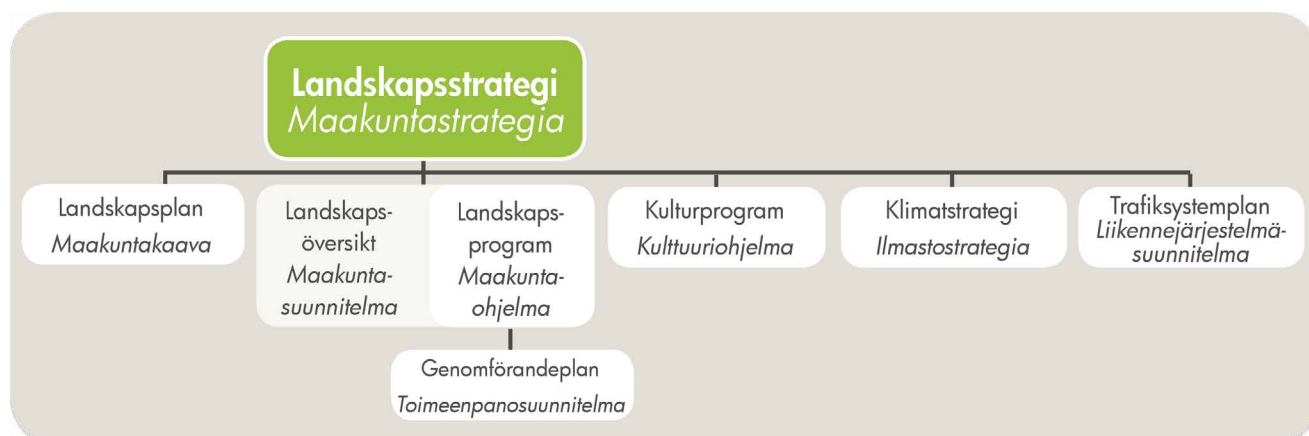 Landskapsstrategi
Maakuntastrategia
Landskapsplan
Maakuntakaava
Landskaps-
översikt
Maakunta-
suunnitelma
Landskaps-
program
Maakunta-
ohjelma
Kulturprogram
Kulttuuriohjelma
Klimatstrategi
Ilmastostrategia
Trafiksystemplan
Liikennejärjestelmä-
suunnitelma
Genomförandeplan
Toimeenpanosuunnitelma